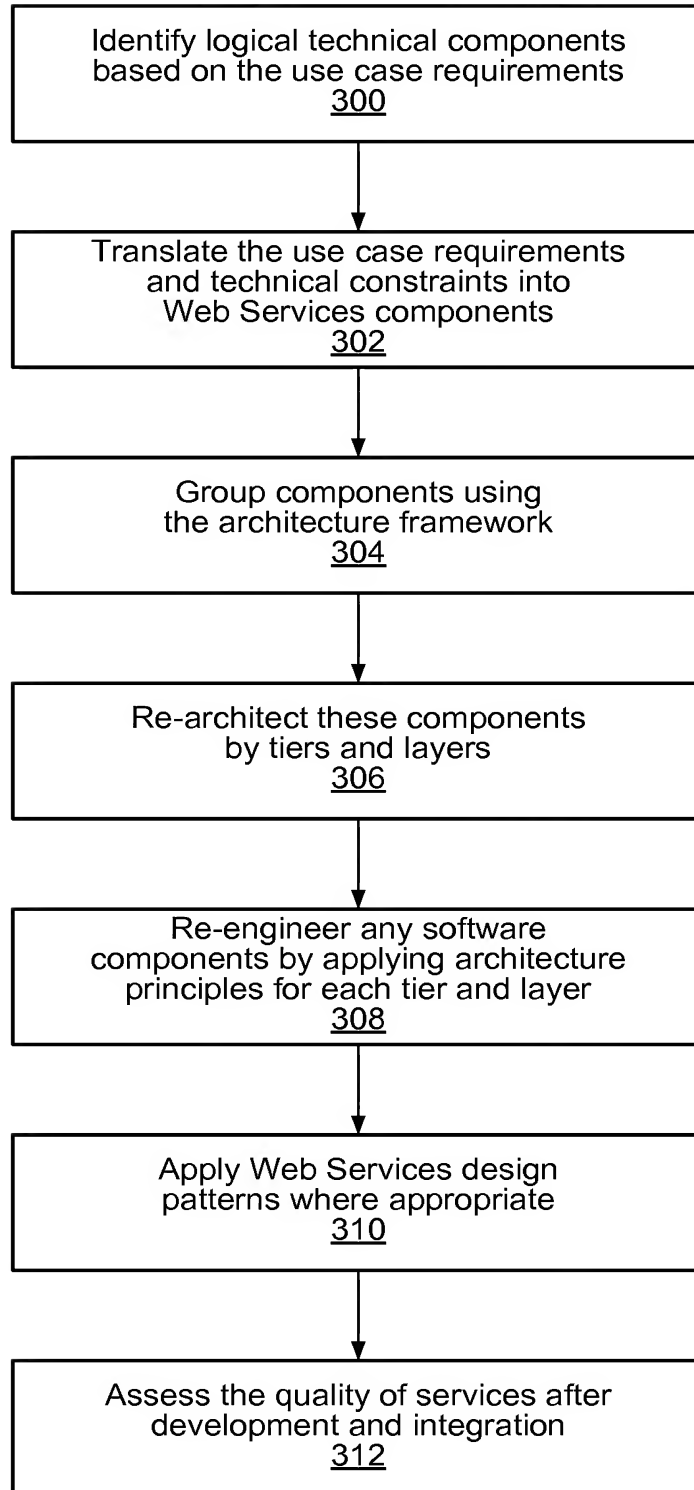 Identify logical technical components
based on the use case requirements
300
Translate the use case requirements
and technical constraints into
Web Services components
302
Group components using
the architecture framework
304
Re-architect these components
by tiers and layers
306
Re-engineer any software
components by applying architecture
principles for each tier and layer
308
Apply Web Services design
patterns where appropriate
310
Assess the quality of services after
development and integration
312